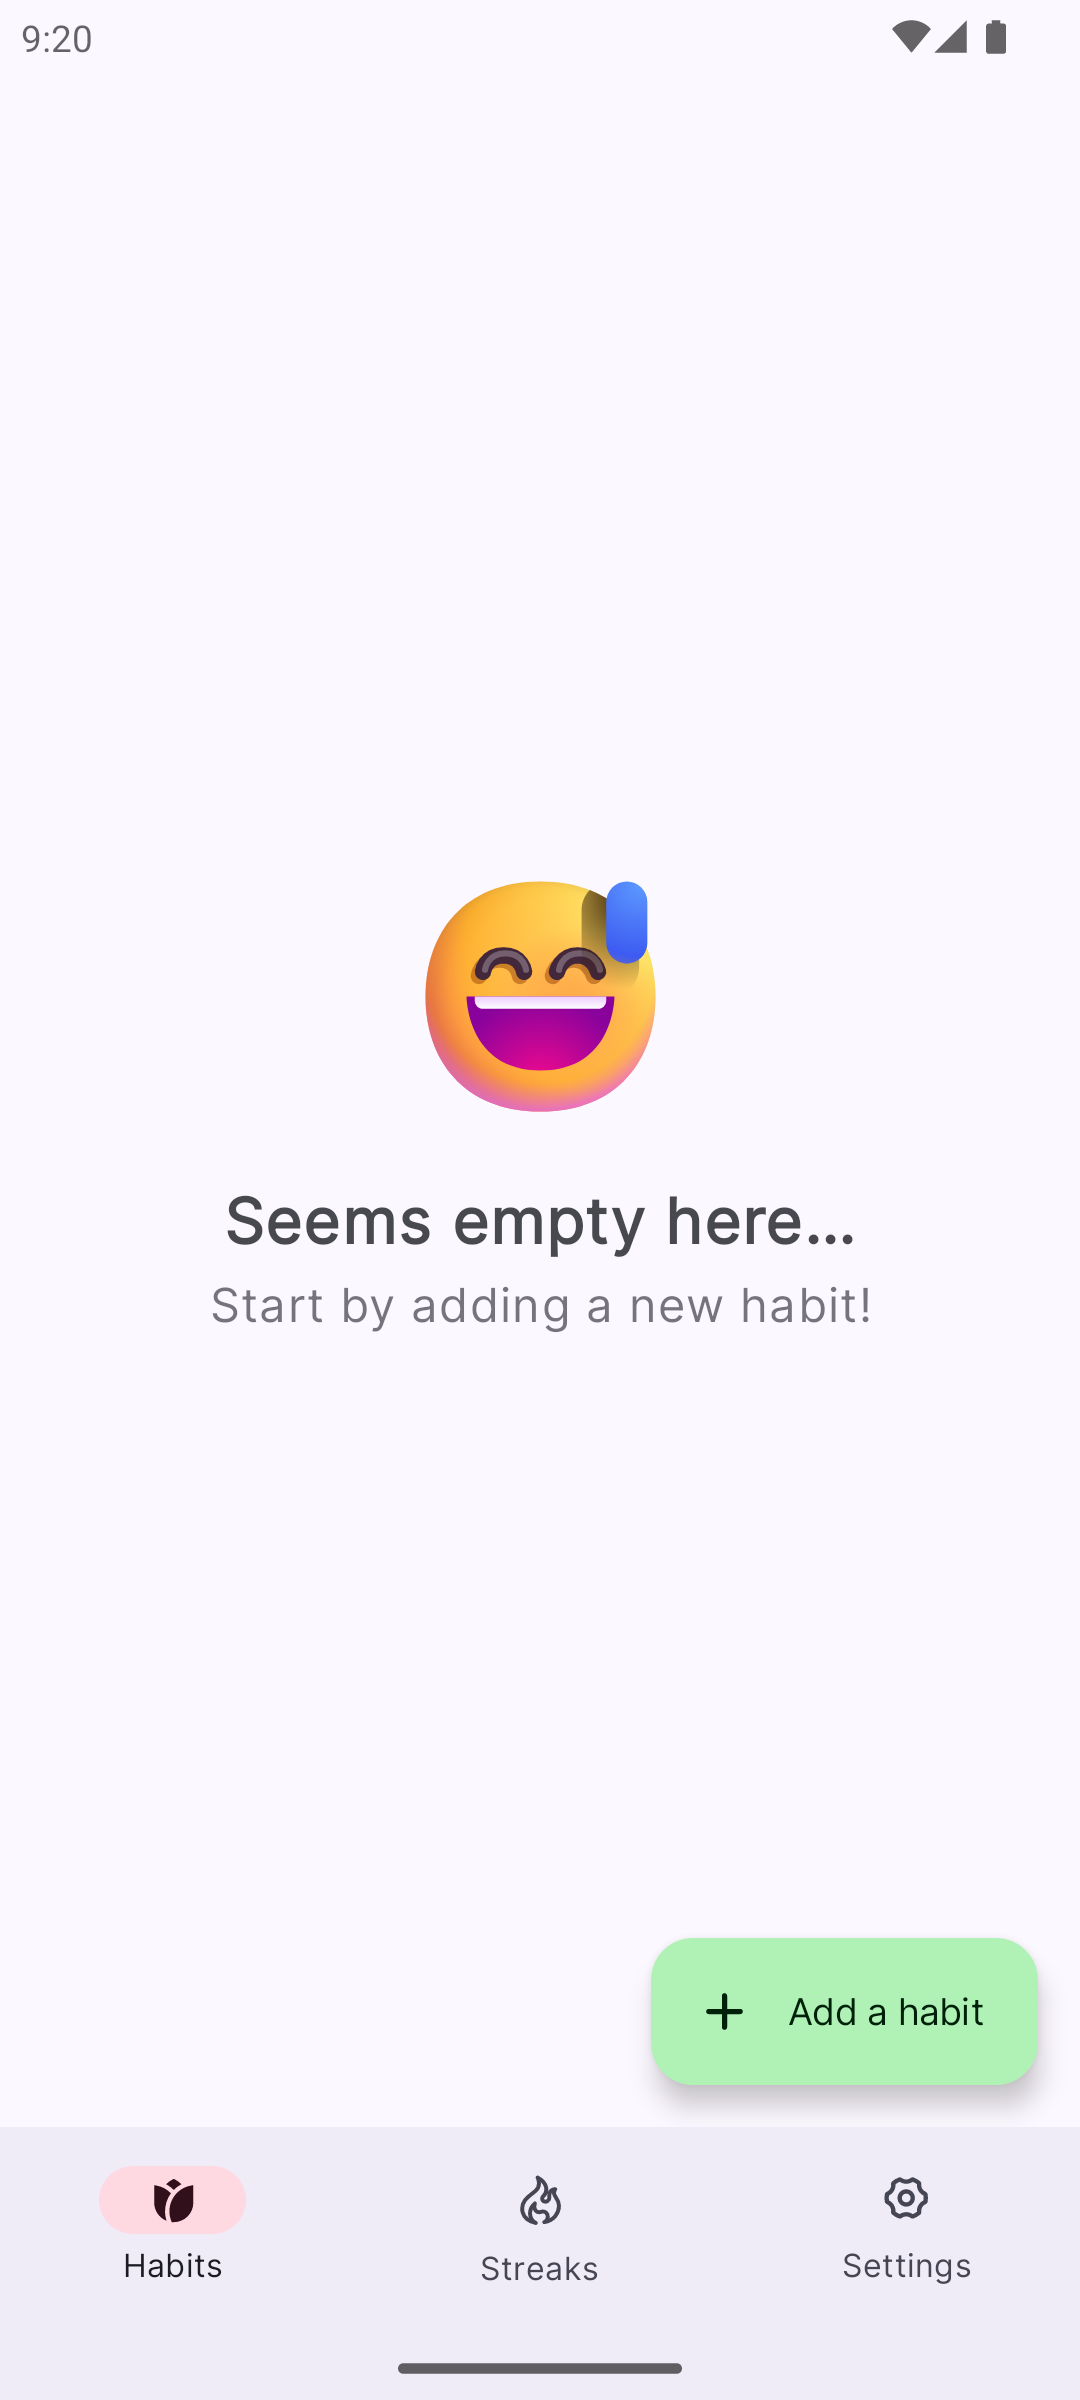 9:20
Seems empty here...
Start by adding a new habit!
Add a habit
Habits
Streaks
Settings